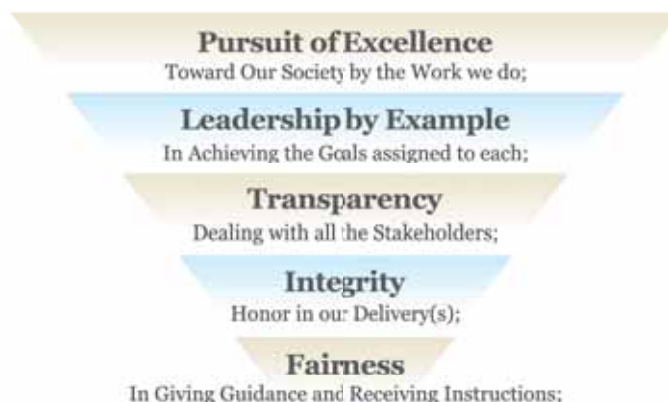 Pursuit of Excellence
Toward Our Society by the Work we do;
Leadership by Example
In Achieving the Goals assigned to each;
Transparency
Dealing with all the Stakeholders;
Integrity
Honor in our Delivery(s);
Fairness
In Giving Guidance and Receiving Instructions;